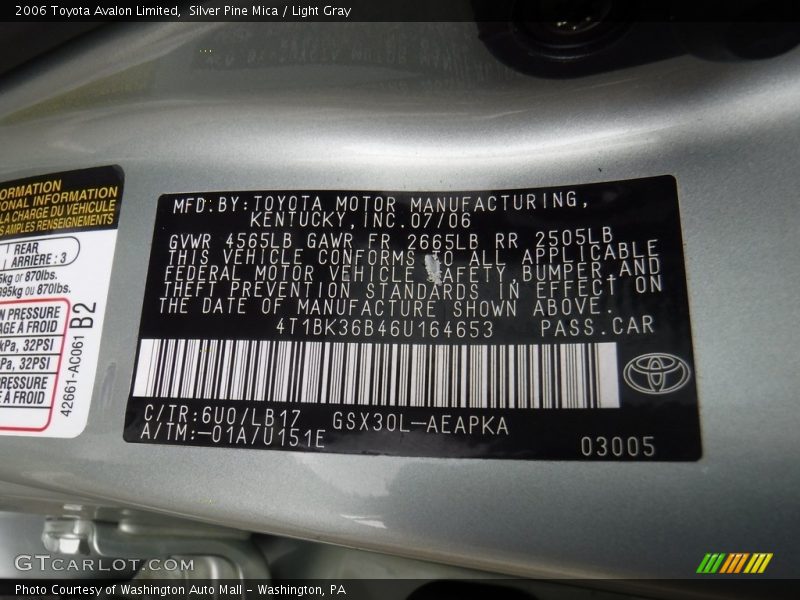 2006 Toyota Avalon Limited, Silver Pine Mica / Light Gray
ORMATION
ONAL INFORMATION
LA CHARGE DU VEHICULE
S AMPLES RENSEIGNEMENTS
REAR
ARRIÈRE : 3
5kg or 870lbs.
395kg ou 870lbs.
N PRESSURE
AGE À FROID
kPa, 32PSI
Pa, 32PSI
PRESSURE
E À FROID
42661-AC061 B2
MFD.BY:TOYOTA MOTOR MANUFACTURING,
KENTUCKY,INC.07/06
GVWR 4565LB GAWR FR 2665LB RR 2505LB
THIS VEHICLE CONFORMS TO ALL APPLICABLE
FEDERAL MOTOR VEHICLE SAFETY,BUMPER,AND
THEFT PREVENTION STANDARDS IN EFFECT ON
THE DATE OF MANUFACTURE SHOWN ABOVE.
4T1BK36B46U164653 PASS.CAR
C/TR:6U0/LB17 GSX30L-AEAPKA
A/TM:-01A/U151E
03005
GTCARLOT.COM
Photo Courtesy of Washington Auto Mall - Washington, PA